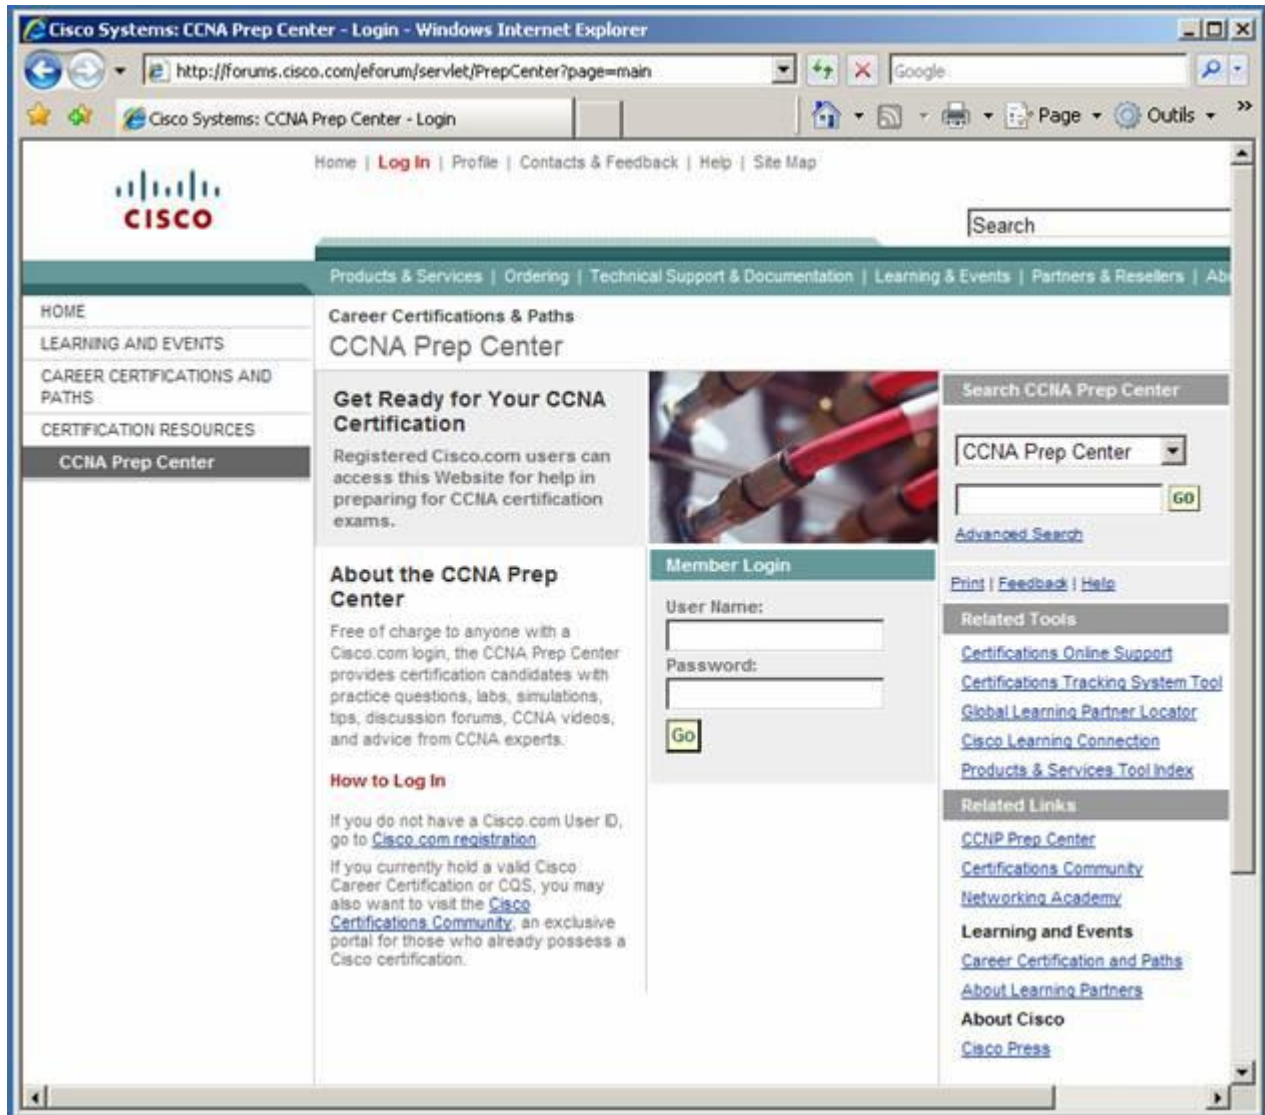 Cisco Systems: CCNA Prep Center - Login - Windows Internet Explorer
http://forums.cisco.com/eforum/servlet/PrepCenter?page=main
Google
Cisco Systems: CCNA Prep Center - Login
Page
Outils
Home | Log In | Profile | Contacts & Feedback | Help | Site Map
CISCO
Search
Products & Services | Ordering | Technical Support & Documentation | Learning & Events | Partners & Resellers |
HOME
LEARNING AND EVENTS
CAREER CERTIFICATIONS AND
PATHS
CERTIFICATION RESOURCES
CCNA Prep Center
Career Certifications & Paths
CCNA Prep Center
Get Ready for Your CCNA
Certification
Registered Cisco.com users can
access this Website for help in
preparing for CCNA certification
exams.
About the CCNA Prep
Center
Free of charge to anyone with a
Cisco.com login, the CCNA Prep Center
provides certification candidates with
practice questions, labs, simulations,
tips, discussion forums, CCNA videos,
and advice from CCNA experts.
How to Log In
If you do not have a Cisco.com User ID,
go to Cisco.com registration.
If you currently hold a valid Cisco
Career Certification or CQS, you may
also want to visit the Cisco
Certifications Community, an exclusive
portal for those who already possess a
Cisco certification.
Member Login
User Name:
Password:
Go
Search CCNA Prep Center
CCNA Prep Center
GO
Advanced Search
Print | Feedback | Help
Related Tools
Certifications Online Support
Certifications Tracking System Tool
Global Learning Partner Locator
Cisco Learning Connection
Products & Services Tool Index
Related Links
CCNP Prep Center
Certifications Community
Networking Academy
Learning and Events
Career Certification and Paths
About Learning Partners
About Cisco
Cisco Press